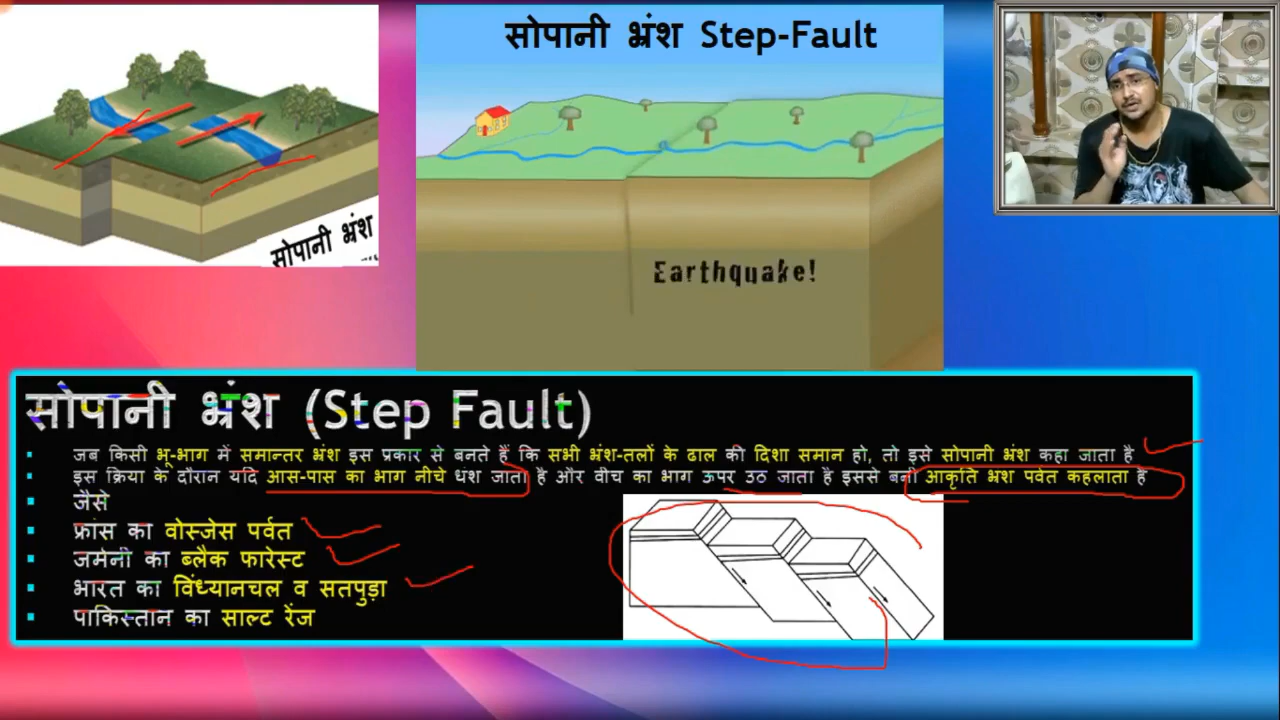 सोपानी भ्रंश Step-Fault
सोपानी भ्रंश
Earthquake!
सोपानी भ्रंश (Step Fault)
जब किसी भू-भाग में समान्तर भ्रंश इस प्रकार से बनते हैं कि सभी भ्रंश-तलों के ढाल की दिशा समान हो, तो इसे सोपानी भ्रंश कहा जाता है
इस क्रिया के दौरान यदि आस-पास का भाग नीचे धंश जाता है और वीच का भाग ऊपर उठ जाता है इससे बनी आकृति भ्रश पर्वत कहलाता है
जैसे
फ्रांस का वोस्जेस पर्वत
जर्मनी का ब्लैक फारेस्ट
भारत का विंध्यानचल व सतपुड़ा
पाकिस्तान का साल्ट रेंज